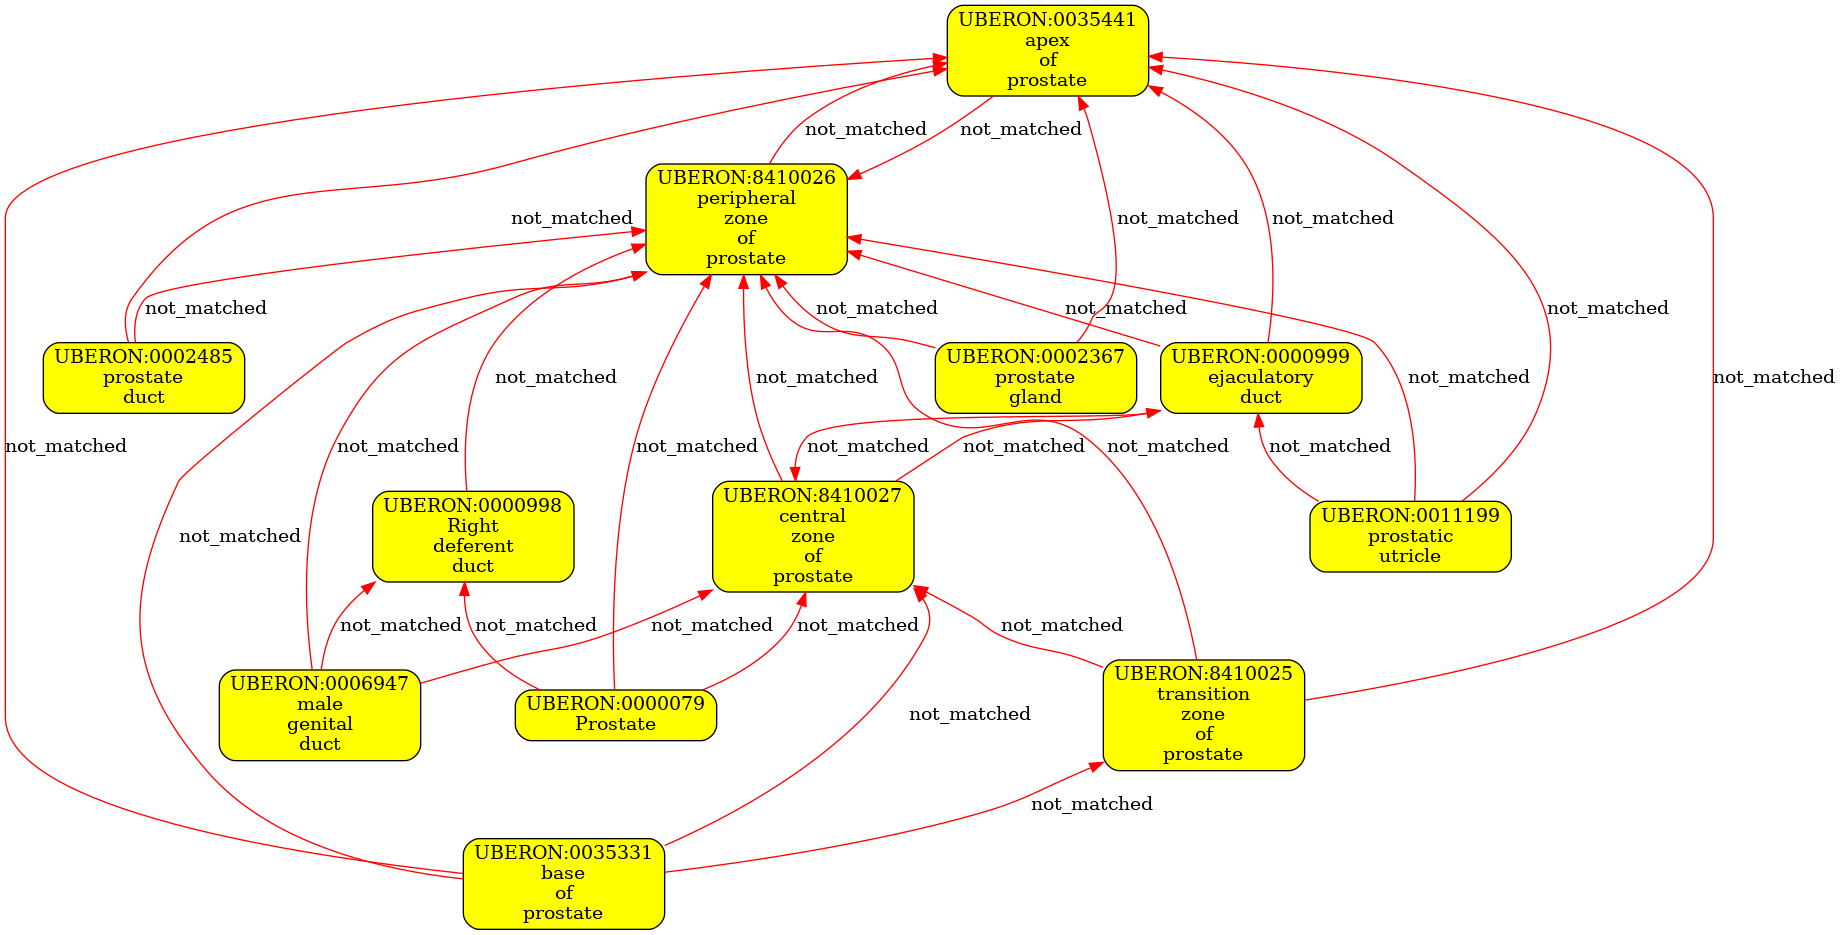 UBERON:0035441
apex
of
prostate
not_matched
not_matched
UBERON:8410026
peripheral
zone
of
prostate
not_matched
not_matched
not_matched
not_matched
not_matched
not_matched
not_matched
UBERON:0002485
prostate
duct
not_matched
not_matched
UBERON:0002367
prostate
gland
UBERON:0000999
ejaculatory
duct
not_matched
not_matched
not_matched
not_matched
not_matched
not_matched
not_matched
not_matched
not_matched
not_matched
UBERON:0000998
Right
deferent
duct
UBERON:8410027
central
zone
of
prostate
UBERON:0011199
prostatic
utricle
not_matched
not_matched
not_matched
not_matched
not_matched
not_matched
UBERON:0006947
male
genital
duct
UBERON:0000079
Prostate
not_matched
UBERON:8410025
transition
zone
of
prostate
not_matched
UBERON:0035331
base
of
prostate